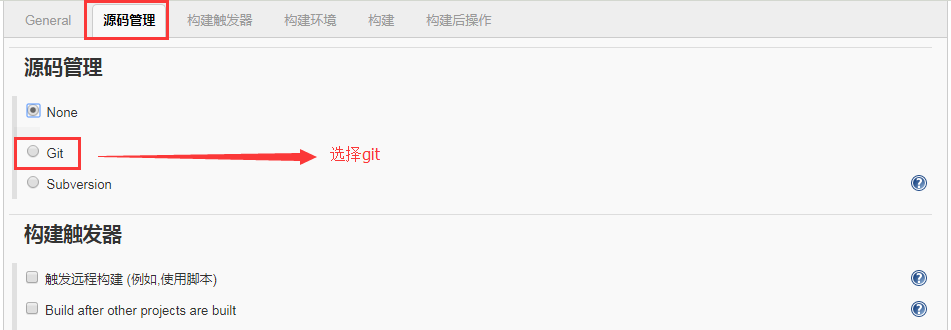 General 源码管理 构建触发器 构建环境 构建 构建后操作
源码管理
None
Git 选择git
Subversion
构建触发器
触发远程构建 (例如,使用脚本)
Build after other projects are built